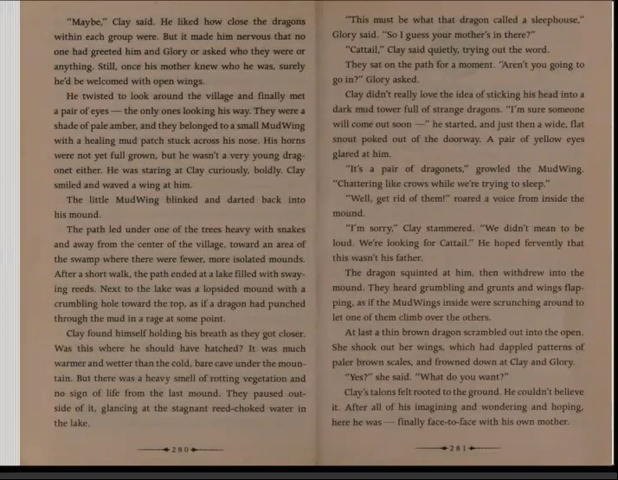 "Maybe," Clay said. He liked how close the dragons
within each group were. But it made him nervous that no
one had greeted him and Glory or asked who they were or
anything. Still, once his mother knew who he was, surely
he'd be welcomed with open wings.
He twisted to look around the village and finally met
a pair of eyes — the only ones looking his way. They were a
shade of pale amber, and they belonged to a small MudWing
with a healing mud patch stuck across his nose. His horns
were not yet full grown, but he wasn't a very young drag-
onet either. He was staring at Clay curiously, boldly. Clay
smiled and waved a wing at him.
The little MudWing blinked and darted back into
his mound.
The path led under one of the trees heavy with snakes
and away from the center of the village, toward an area of
the swamp where there were fewer, more isolated mounds.
After a short walk, the path ended at a lake filled with sway-
ing reeds. Next to the lake was a lopsided mound with a
crumbling hole toward the top, as if a dragon had punched
through the mud in a rage at some point.
Clay found himself holding his breath as they got closer.
Was this where he should have hatched? It was much
warmer and wetter than the cold, bare cave under the moun-
tain. But there was a heavy smell of rotting vegetation and
no sign of life from the last mound. They paused out-
side of it, glancing at the stagnant reed-choked water in
the lake.
280
"This must be what that dragon called a sleephouse,"
Glory said. "So I guess your mother's in there?"
"Cattail," Clay said quietly, trying out the word.
They sat on the path for a moment. "Aren't you going to
go in?" Glory asked.
Clay didn't really love the idea of sticking his head into a
dark mud tower full of strange dragons. "I'm sure someone
will come out soon —" he started, and just then a wide, flat
snout poked out of the doorway. A pair of yellow eyes
glared at him.
"It's a pair of dragonets," growled the MudWing.
"Chattering like crows while we're trying to sleep."
"Well, get rid of them!" roared a voice from inside the
mound.
"I'm sorry," Clay stammered. "We didn't mean to be
loud. We're looking for Cattail." He hoped fervently that
this wasn't his father.
The dragon squinted at him, then withdrew into the
mound. They heard grumbling and grunts and wings flap-
ping, as if the MudWings inside were scrunching around to
let one of them climb over the others.
At last a thin brown dragon scrambled out into the open.
She shook out her wings, which had dappled patterns of
paler brown scales, and frowned down at Clay and Glory.
"Yes?" she said. "What do you want?"
Clay's talons felt rooted to the ground. He couldn't believe
it. After all of his imagining and wondering and hoping,
here he was — finally face-to-face with his own mother.
281